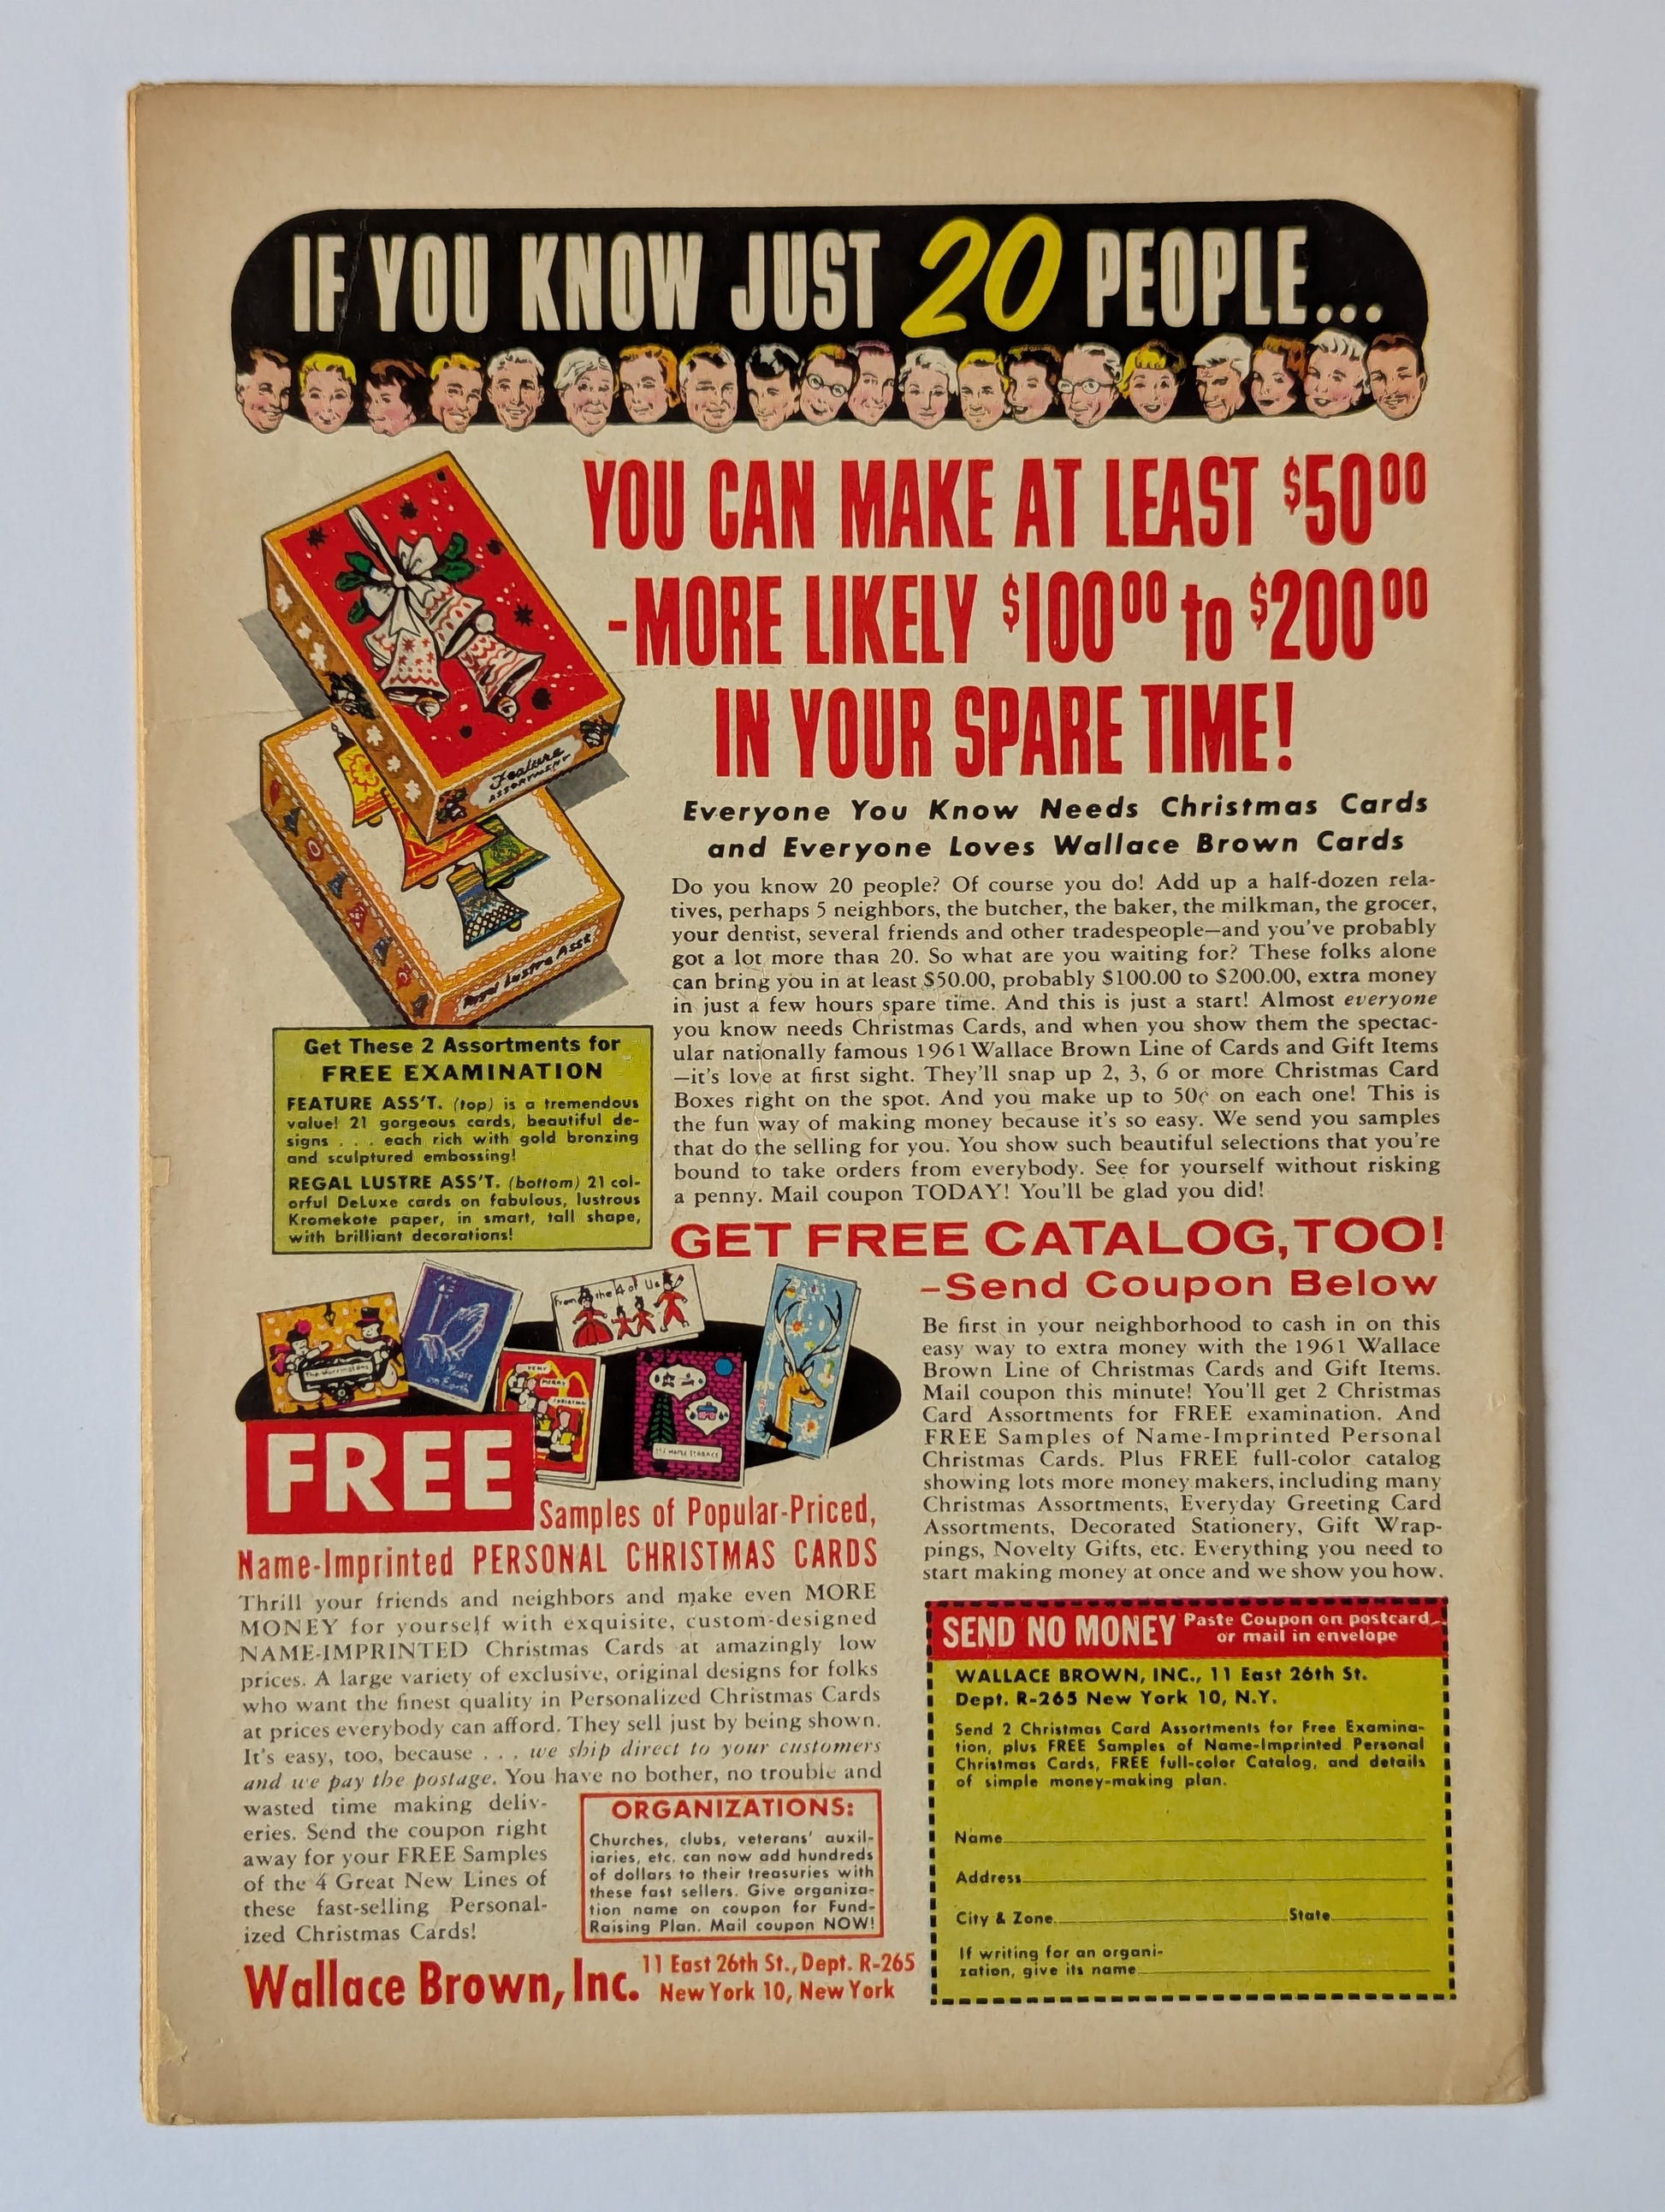 IF YOU KNOW JUST 20 PEOPLE...
YOU CAN MAKE AT LEAST $50.00
-MORE LIKELY $100.00 to $200.00
IN YOUR SPARE TIME!
Everyone You Know Needs Christmas Cards
and Everyone Loves Wallace Brown Cards
Do you know 20 people? Of course you do! Add up a half-dozen rela-
tives, perhaps 5 neighbors, the butcher, the baker, the milkman, the grocer,
your dentist, several friends and other tradespeople—and you've probably
got a lot more than 20. So what are you waiting for? These folks alone
can bring you in at least $50.00, probably $100.00 to $200.00, extra money
in just a few hours spare time. And this is just a start! Almost everyone
you know needs Christmas Cards, and when you show them the spectac-
ular nationally famous 1961 Wallace Brown Line of Cards and Gift Items
—it's love at first sight. They'll snap up 2, 3, 6 or more Christmas Card
Boxes right on the spot. And you make up to 50¢ on each one! This is
the fun way of making money because it's so easy. We send you samples
that do the selling for you. You show such beautiful selections that you're
bound to take orders from everybody. See for yourself without risking
a penny. Mail coupon TODAY! You'll be glad you did!
Feature
ASSORTMENT
Regal Lustre Asst
Get These 2 Assortments for
FREE EXAMINATION
FEATURE ASS'T. (top) is a tremendous
value! 21 gorgeous cards, beautiful de-
signs . . . each rich with gold bronzing
and sculptured embossing!
REGAL LUSTRE ASS'T. (bottom) 21 col-
orful DeLuxe cards on fabulous, lustrous
Kromekote paper, in smart, tall shape,
with brilliant decorations!
GET FREE CATALOG, TOO!
—Send Coupon Below
Be first in your neighborhood to cash in on this
easy way to extra money with the 1961 Wallace
Brown Line of Christmas Cards and Gift Items.
Mail coupon this minute! You'll get 2 Christmas
Card Assortments for FREE examination. And
FREE Samples of Name-Imprinted Personal
Christmas Cards. Plus FREE full-color catalog
showing lots more money makers, including many
Christmas Assortments, Everyday Greeting Card
Assortments, Decorated Stationery, Gift Wrap-
pings, Novelty Gifts, etc. Everything you need to
start making money at once and we show you how.
Peace
on Earth
From the 4 of Us
VERY
MERRY
CHRISTMAS
FREE
Samples of Popular-Priced,
Name-Imprinted PERSONAL CHRISTMAS CARDS
Thrill your friends and neighbors and make even MORE
MONEY for yourself with exquisite, custom-designed
NAME-IMPRINTED Christmas Cards at amazingly low
prices. A large variety of exclusive, original designs for folks
who want the finest quality in Personalized Christmas Cards
at prices everybody can afford. They sell just by being shown.
It's easy, too, because . . . we ship direct to your customers
and we pay the postage. You have no bother, no trouble and
wasted time making deliv-
eries. Send the coupon right
away for your FREE Samples
of the 4 Great New Lines of
these fast-selling Personal-
ized Christmas Cards!
ORGANIZATIONS:
Churches, clubs, veterans' auxil-
iaries, etc. can now add hundreds
of dollars to their treasuries with
these fast sellers. Give organiza-
tion name on coupon for Fund-
Raising Plan. Mail coupon NOW!
Wallace Brown, Inc.
11 East 26th St., Dept. R-265
New York 10, New York
SEND NO MONEY Paste Coupon on postcard
or mail in envelope
WALLACE BROWN, INC., 11 East 26th St.
Dept. R-265 New York 10, N.Y.
Send 2 Christmas Card Assortments for Free Examina-
tion, plus FREE Samples of Name-Imprinted Personal
Christmas Cards, FREE full-color Catalog, and details
of simple money-making plan.
Name
Address
City & Zone State
If writing for an organi-
zation, give its name